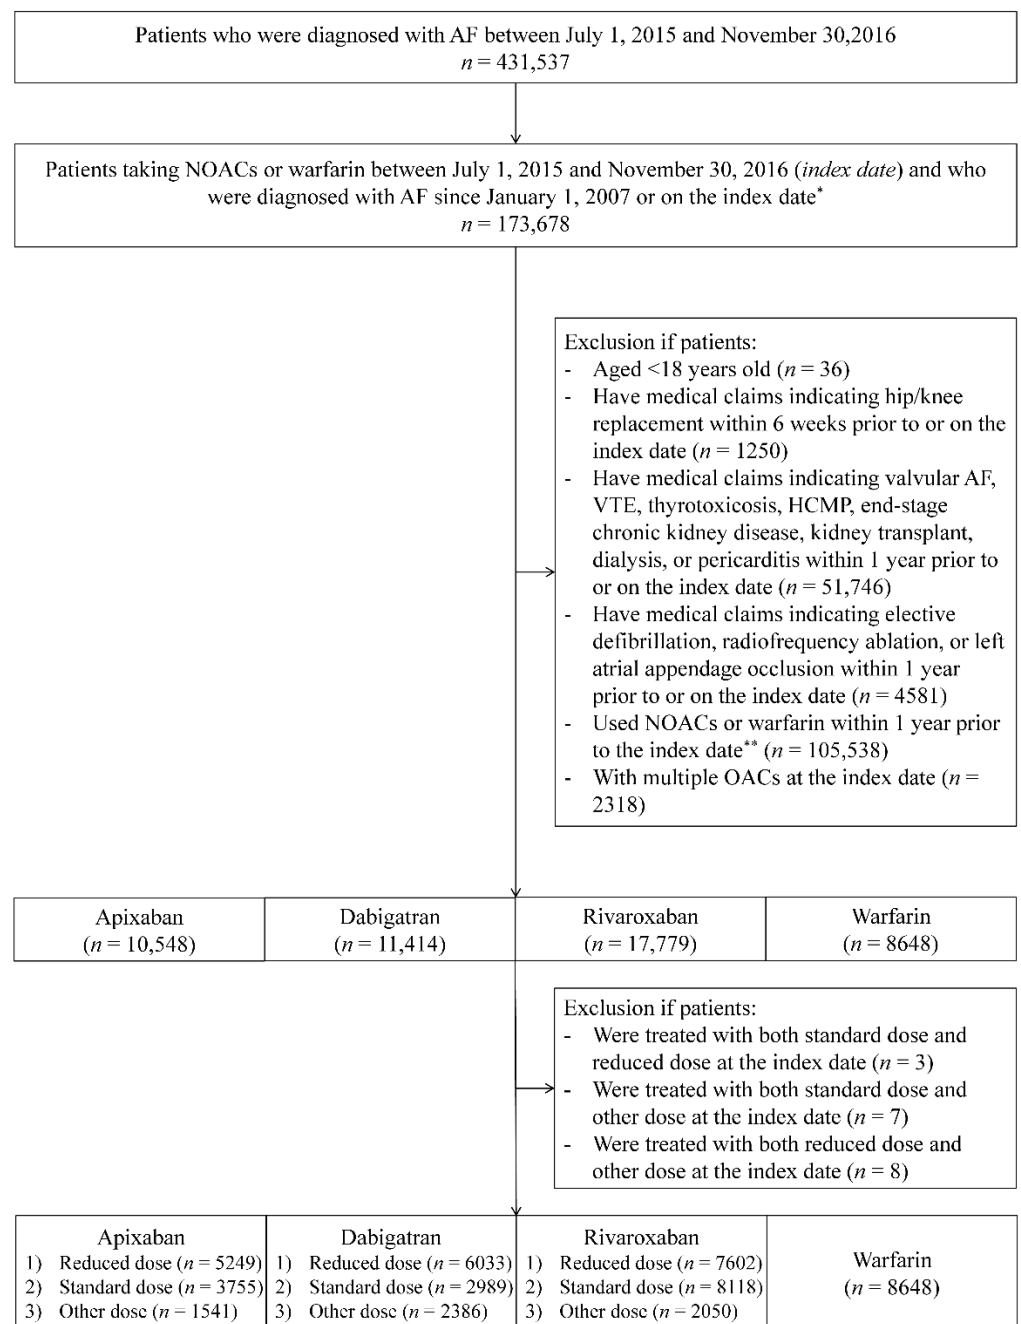 Patients who were diagnosed with AF between July 1, 2015 and November 30,2016
n = 431,537
Patients taking NOACs or warfarin between July 1, 2015 and November 30, 2016 (index date) and who
were diagnosed with AF since January 1, 2007 or on the index date*
n = 173,678
Exclusion if patients:
- Aged <18 years old (n = 36)
- Have medical claims indicating hip/knee
replacement within 6 weeks prior to or on the
index date (n = 1250)
- Have medical claims indicating valvular AF,
VTE, thyrotoxicosis, HCMP, end-stage
chronic kidney disease, kidney transplant,
dialysis, or pericarditis within 1 year prior to
or on the index date (n = 51,746)
- Have medical claims indicating elective
defibrillation, radiofrequency ablation, or left
atrial appendage occlusion within 1 year
prior to or on the index date (n = 4581)
- Used NOACs or warfarin within 1 year prior
to the index date** (n = 105,538)
- With multiple OACs at the index date (n =
2318)
Apixaban
(n = 10,548)
Dabigatran
(n = 11,414)
Rivaroxaban
(n = 17,779)
Warfarin
(n = 8648)
Exclusion if patients:
- Were treated with both standard dose and
reduced dose at the index date (n = 3)
- Were treated with both standard dose and
other dose at the index date (n = 7)
- Were treated with both reduced dose and
other dose at the index date (n = 8)
Apixaban
1) Reduced dose (n = 5249)
2) Standard dose (n = 3755)
3) Other dose (n = 1541)
Dabigatran
1) Reduced dose (n = 6033)
2) Standard dose (n = 2989)
3) Other dose (n = 2386)
Rivaroxaban
1) Reduced dose (n = 7602)
2) Standard dose (n = 8118)
3) Other dose (n = 2050)
Warfarin
(n = 8648)